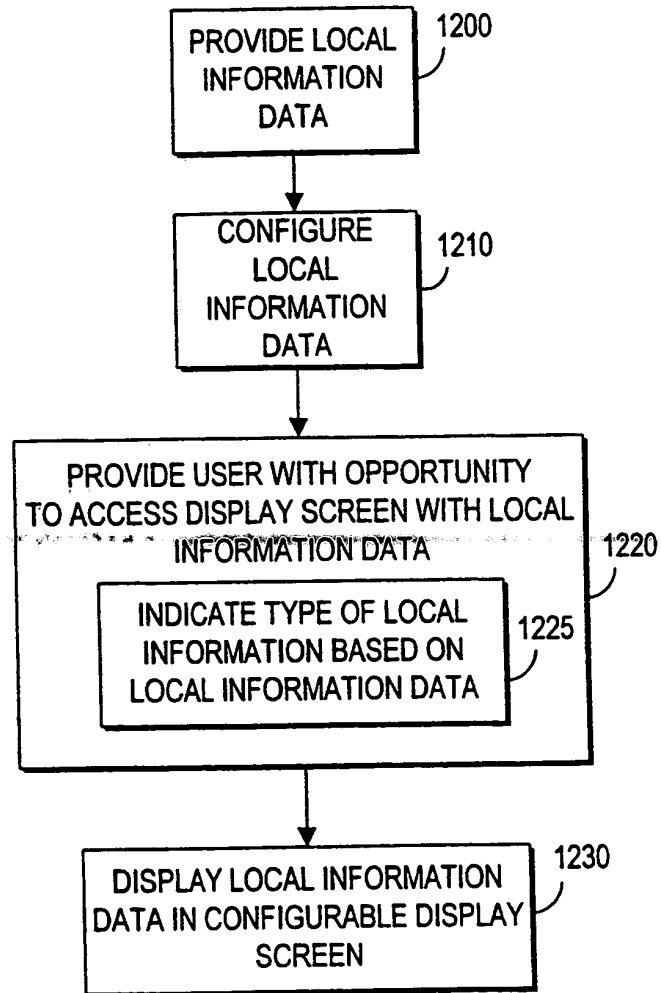 PROVIDE LOCAL
INFORMATION
DATA
1200
CONFIGURE
LOCAL
INFORMATION
DATA
1210
PROVIDE USER WITH OPPORTUNITY
TO ACCESS DISPLAY SCREEN WITH LOCAL
INFORMATION DATA
1220
INDICATE TYPE OF LOCAL
INFORMATION BASED ON
LOCAL INFORMATION DATA
1225
DISPLAY LOCAL INFORMATION
DATA IN CONFIGURABLE DISPLAY
SCREEN
1230